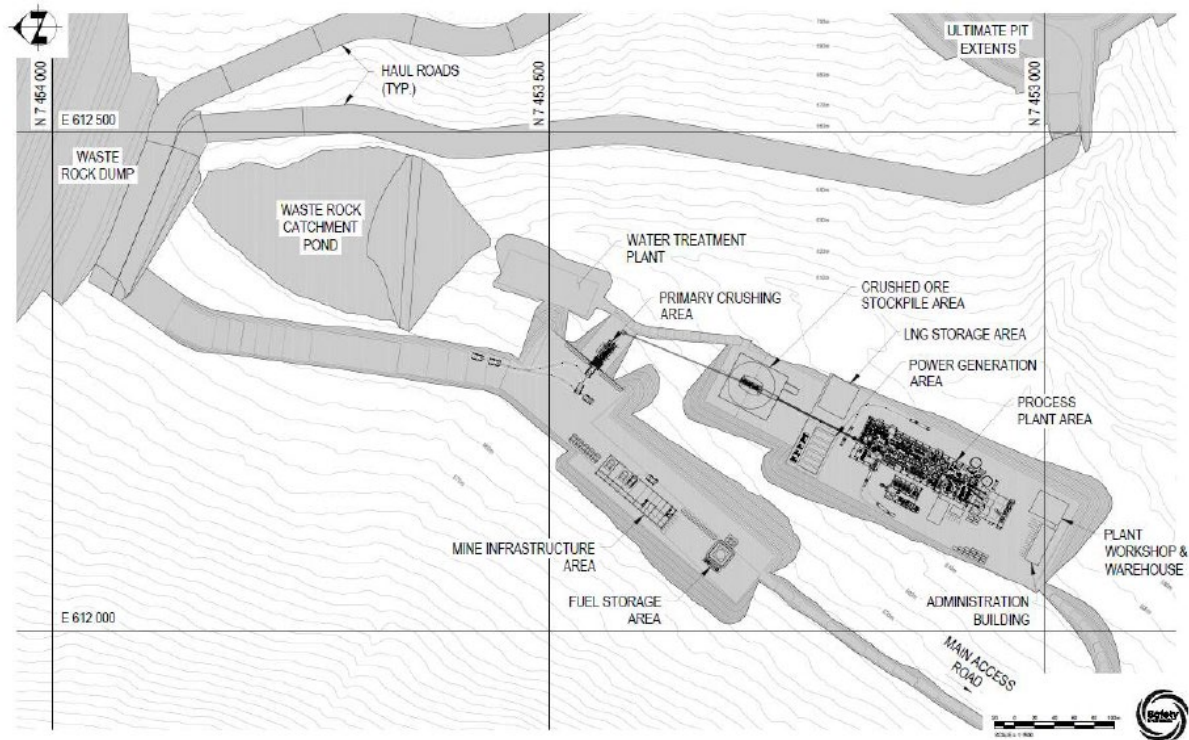 N 7 454 000
N 7 453 500
N 7 453 000
E 612 500
E 612 000
ULTIMATE PIT
EXTENTS
HAUL ROADS
(TYP.)
WASTE
ROCK DUMP
WASTE ROCK
CATCHMENT
POND
WATER TREATMENT
PLANT
PRIMARY CRUSHING
AREA
CRUSHED ORE
STOCKPILE AREA
LNG STORAGE AREA
POWER GENERATION
AREA
PROCESS
PLANT AREA
MINE INFRASTRUCTURE
AREA
FUEL STORAGE
AREA
PLANT
WORKSHOP &
WAREHOUSE
ADMINISTRATION
BUILDING
MAIN ACCESS
ROAD
Safety